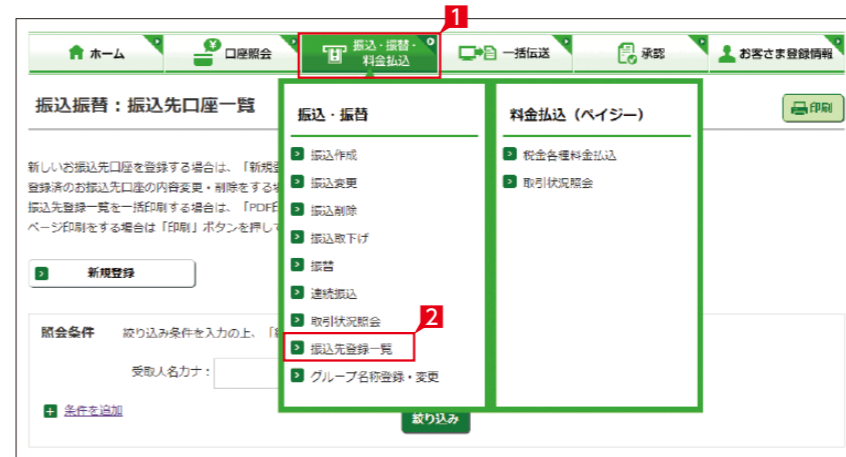 1
ホーム
口座照会
振込・振替・
料金払込
一括伝送
承認
お客さま登録情報
振込振替：振込先口座一覧
印刷
新しいお振込先口座を登録する場合は、「新規
登録済のお振込先口座の内容変更・削除をする
振込先登録一覧を一括印刷する場合は、「PDF
ページ印刷をする場合は「印刷」ボタンを押し
新規登録
照会条件 絞り込み条件を入力の上、「
受取人名カナ：
条件を追加
絞り込み
振込・振替
振込作成
振込変更
振込削除
振込取下げ
振替
連続振込
取引状況照会
2
振込先登録一覧
グループ名称登録・変更
料金払込（ペイジー）
税金各種料金払込
取引状況照会